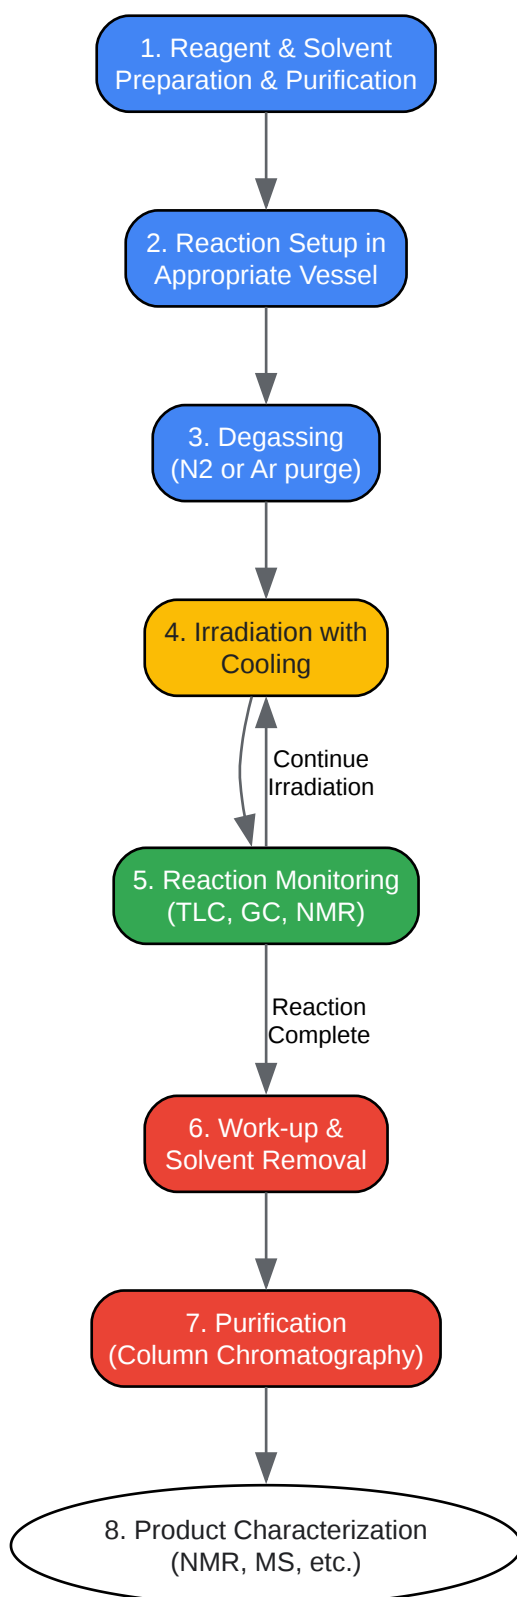 1. Reagent & Solvent
Preparation & Purification
2. Reaction Setup in
Appropriate Vessel
3. Degassing
(N2 or Ar purge)
4. Irradiation with
Cooling
Continue
Irradiation
5. Reaction Monitoring
(TLC, GC, NMR)
Reaction
Complete
6. Work-up &
Solvent Removal
7. Purification
(Column Chromatography)
8. Product Characterization
(NMR, MS, etc.)